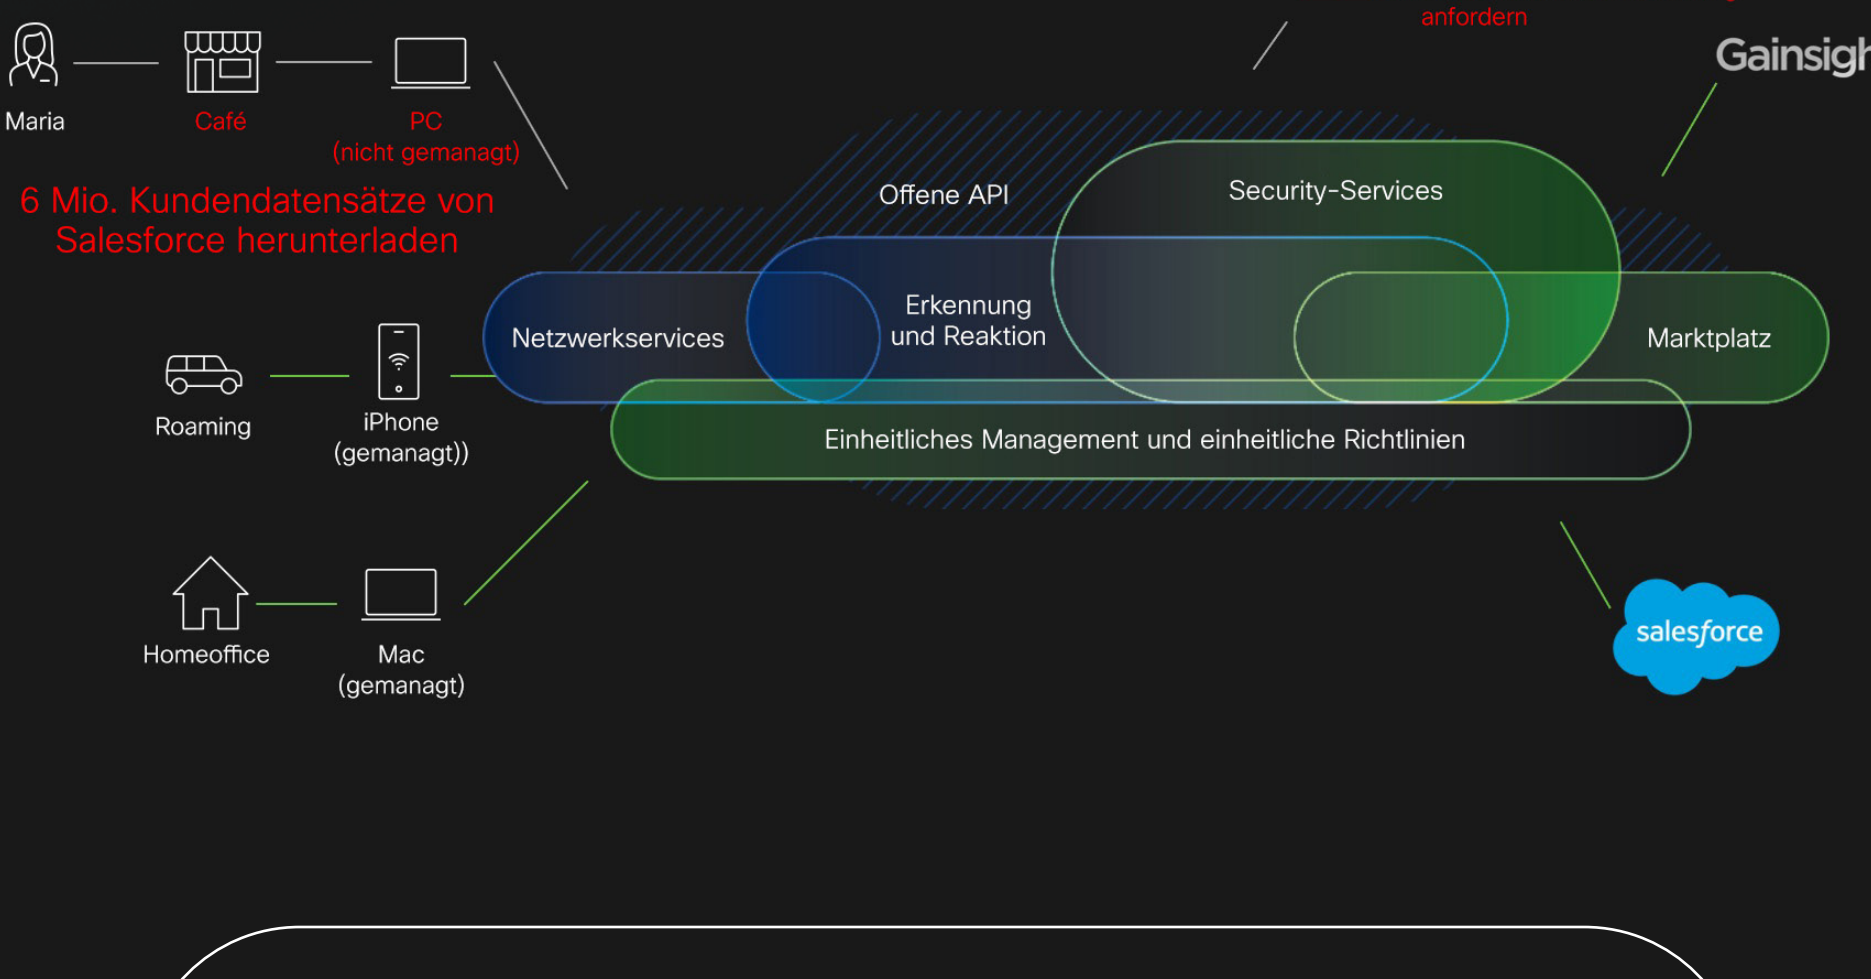 anfordern
Maria
Café
PC
(nicht gemanagt)
6 Mio. Kundendatensätze von
Salesforce herunterladen
Offene API
Security-Services
Erkennung
und Reaktion
Netzwerkservices
Marktplatz
Einheitliches Management und einheitliche Richtlinien
Roaming
iPhone
(gemanagt))
Homeoffice
Mac
(gemanagt)
salesforce